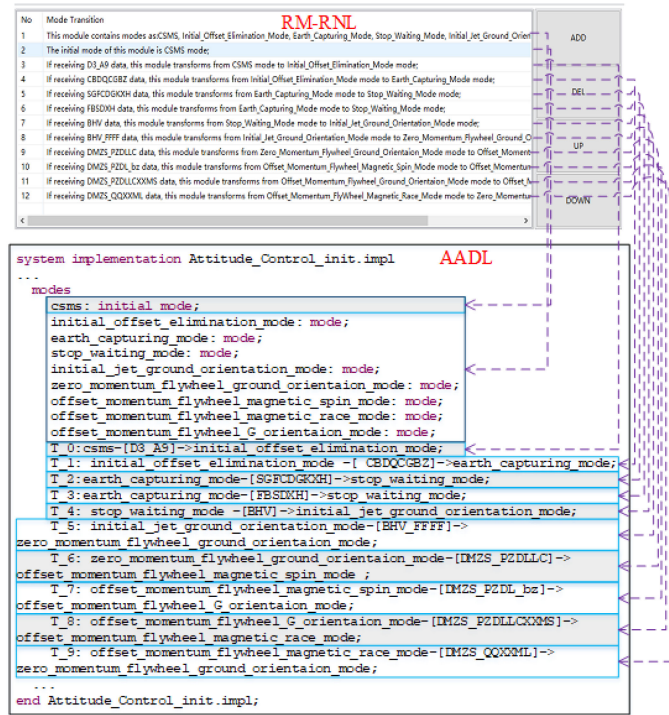 No Mode Transition RM-RNL
1 This module contains modes as:CSMS, Initial_Offset_Elimination_Mode, Earth_Capturing_Mode, Stop_Waiting_Mode, Initial_Jet_Ground_Orient
2 The initial mode of this module is CSMS mode;
3 If receiving D3_A9 data, this module transforms from CSMS mode to Initial_Offset_Elimination_Mode mode;
4 If receiving CBDQCGBZ data, this module transforms from Initial_Offset_Elimination_Mode mode to Earth_Capturing_Mode mode;
5 If receiving SGFCDGKXH data, this module transforms from Earth_Capturing_Mode mode to Stop_Waiting_Mode mode;
6 If receiving FBSDXH data, this module transforms from Earth_Capturing_Mode mode to Stop_Waiting_Mode mode;
7 If receiving BHV data, this module transforms from Stop_Waiting_Mode mode to Initial_Jet_Ground_Orientation_Mode mode;
8 If receiving BHV_FFFF data, this module transforms from Initial_Jet_Ground_Orientation_Mode mode to Zero_Momentum_Flywheel_Ground_O
9 If receiving DMZS_PZDLLC data, this module transforms from Zero_Momentum_Flywheel_Ground_Orientaion_Mode mode to Offset_Moment
10 If receiving DMZS_PZDL_bz data, this module transforms from Offset_Momentum_Flywheel_Magnetic_Spin_Mode mode to Offset_Momentum
11 If receiving DMZS_PZDLLCXXMS data, this module transforms from Offset_Momentum_Flywheel_Ground_Orientaion_Mode mode to Offset_M
12 If receiving DMZS_QQXXML data, this module transforms from Offset_Momentum_FlyWheel_Magnetic_Race_Mode mode to Zero_Momentu
ADD
DEL
UP
DOWN
system implementation Attitude_Control_init.impl AADL
...
modes
csms: initial mode;
initial_offset_elimination_mode: mode;
earth_capturing_mode: mode;
stop_waiting_mode: mode;
initial_jet_ground_orientation_mode: mode;
zero_momentum_flywheel_ground_orientaion_mode: mode;
offset_momentum_flywheel_magnetic_spin_mode: mode;
offset_momentum_flywheel_magnetic_race_mode: mode;
offset_momentum_flywheel_G_orientaion_mode: mode;
T_0:csms-[D3_A9]->initial_offset_elimination_mode;
T_1: initial_offset_elimination_mode -[ CBDQCGBZ]->earth_capturing_mode;
T_2:earth_capturing_mode-[SGFCDGKXH]->stop_waiting_mode;
T_3:earth_capturing_mode-[FBSDXH]->stop_waiting_mode;
T_4: stop_waiting_mode -[BHV]->initial_jet_ground_orientation_mode;
T_5: initial_jet_ground_orientation_mode-[BHV_FFFF]->
zero_momentum_flywheel_ground_orientaion_mode;
T_6: zero_momentum_flywheel_ground_orientaion_mode-[DMZS_PZDLLC]->
offset_momentum_flywheel_magnetic_spin_mode ;
T_7: offset_momentum_flywheel_magnetic_spin_mode-[DMZS_PZDL_bz]->
offset_momentum_flywheel_G_orientaion_mode;
T_8: offset_momentum_flywheel_G_orientaion_mode-[DMZS_PZDLLCXXMS]->
offset_momentum_flywheel_magnetic_race_mode;
T_9: offset_momentum_flywheel_magnetic_race_mode-[DMZS_QQXXML]->
zero_momentum_flywheel_ground_orientaion_mode;
...
end Attitude_Control_init.impl;